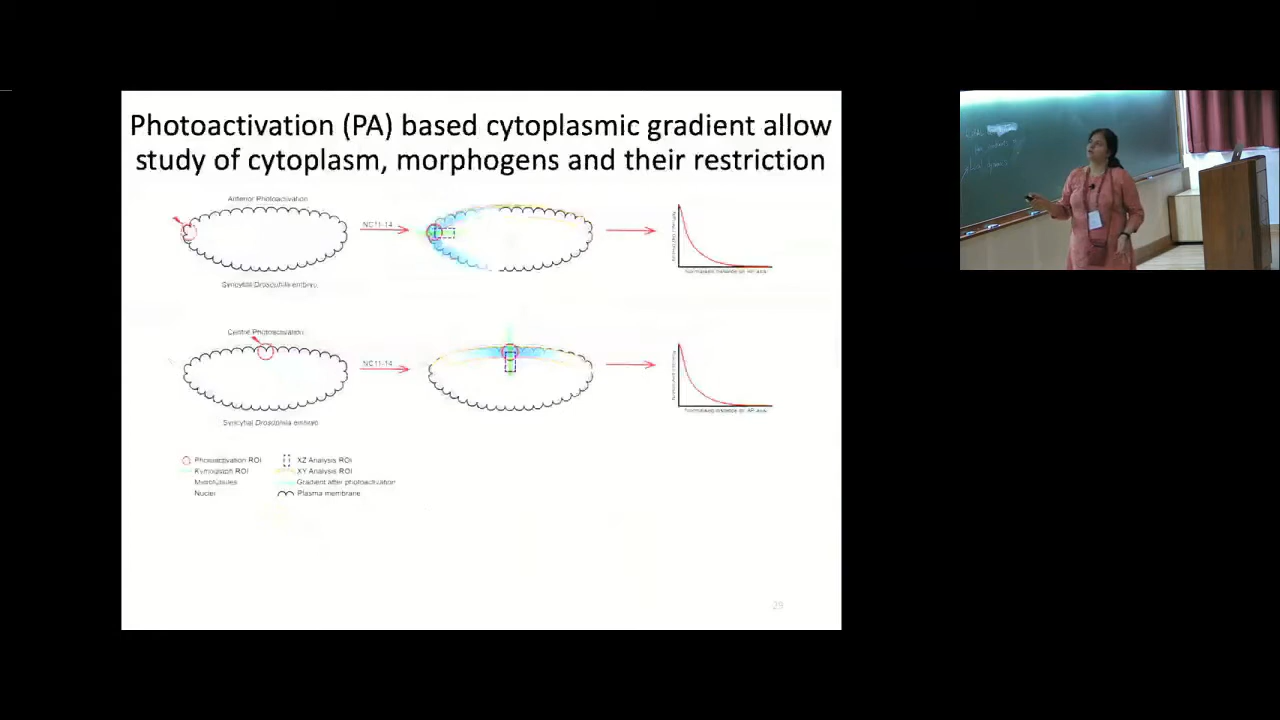 Photoactivation (PA) based cytoplasmic gradient allow
study of cytoplasm, morphogens and their restriction
Anterior Photoactivation
NC11-14
Syncytial Drosophila embryo
Centre Photoactivation
NC11-14
Syncytial Drosophila embryo
Photoactivation ROI
XZ Analysis ROI
Kymograph ROI
XY Analysis ROI
Microtubules
Gradient after photoactivation
Nuclei
Plasma membrane
29